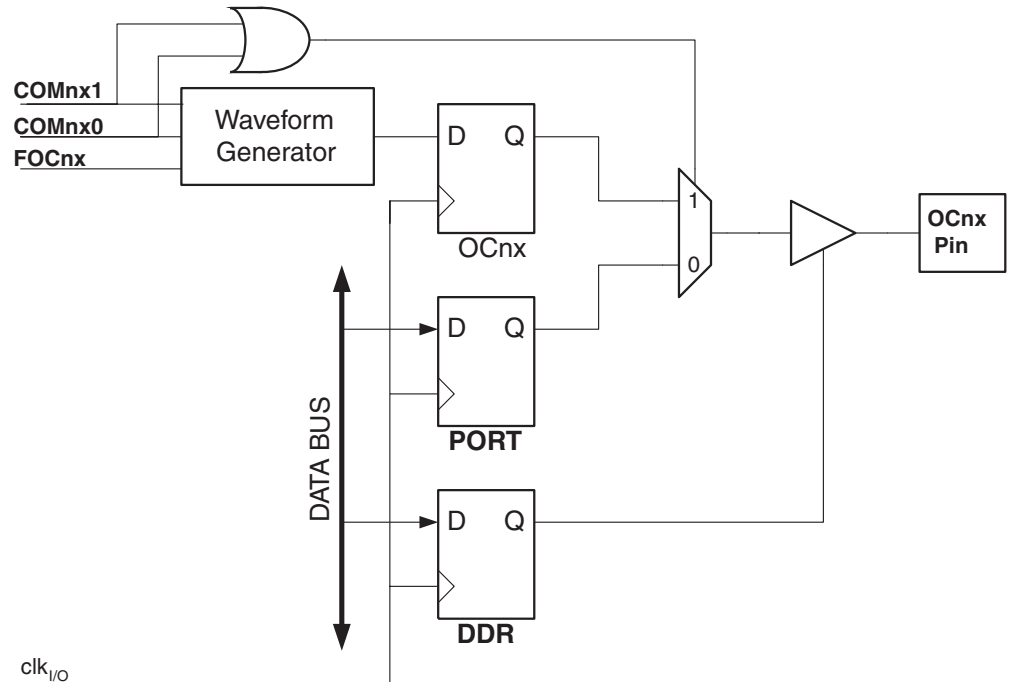 COMnx1
COMnx0
FOCnx
Waveform
Generator
D Q
OCnx
1
0
OCnx
Pin
D Q
PORT
DATA BUS
D Q
DDR
clkI/O